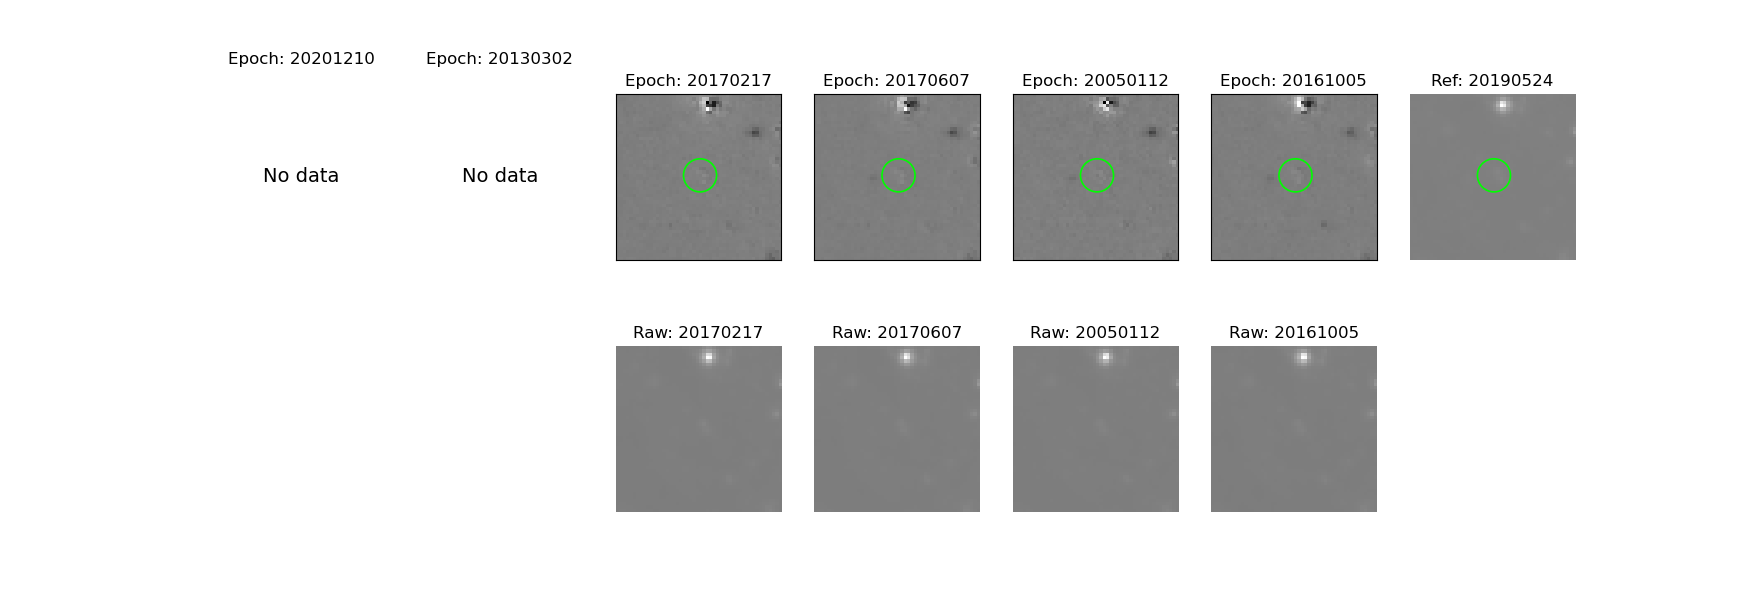 Epoch: 20201210
No data
Epoch: 20130302
No data
Epoch: 20170217
Epoch: 20170607
Epoch: 20050112
Epoch: 20161005
Ref: 20190524
Raw: 20170217
Raw: 20170607
Raw: 20050112
Raw: 20161005